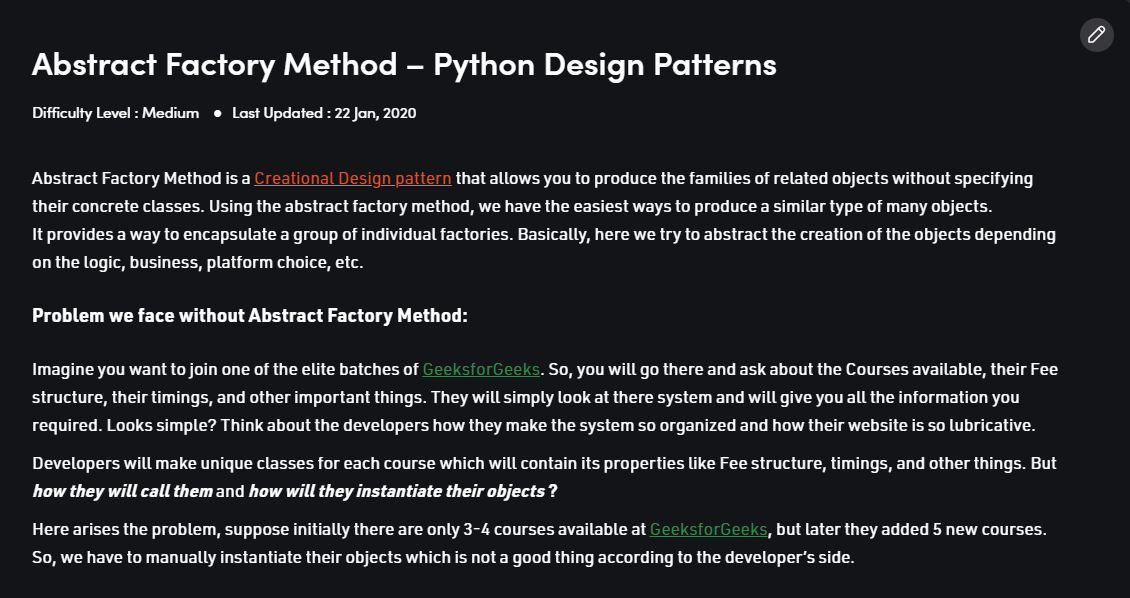 Abstract Factory Method – Python Design Patterns
Difficulty Level : Medium ● Last Updated : 22 Jan, 2020
Abstract Factory Method is a Creational Design pattern that allows you to produce the families of related objects without specifying
their concrete classes. Using the abstract factory method, we have the easiest ways to produce a similar type of many objects.
It provides a way to encapsulate a group of individual factories. Basically, here we try to abstract the creation of the objects depending
on the logic, business, platform choice, etc.
Problem we face without Abstract Factory Method:
Imagine you want to join one of the elite batches of GeeksforGeeks. So, you will go there and ask about the Courses available, their Fee
structure, their timings, and other important things. They will simply look at there system and will give you all the information you
required. Looks simple? Think about the developers how they make the system so organized and how their website is so lubricative.
Developers will make unique classes for each course which will contain its properties like Fee structure, timings, and other things. But
how they will call them and how will they instantiate their objects ?
Here arises the problem, suppose initially there are only 3-4 courses available at GeeksforGeeks, but later they added 5 new courses.
So, we have to manually instantiate their objects which is not a good thing according to the developer’s side.